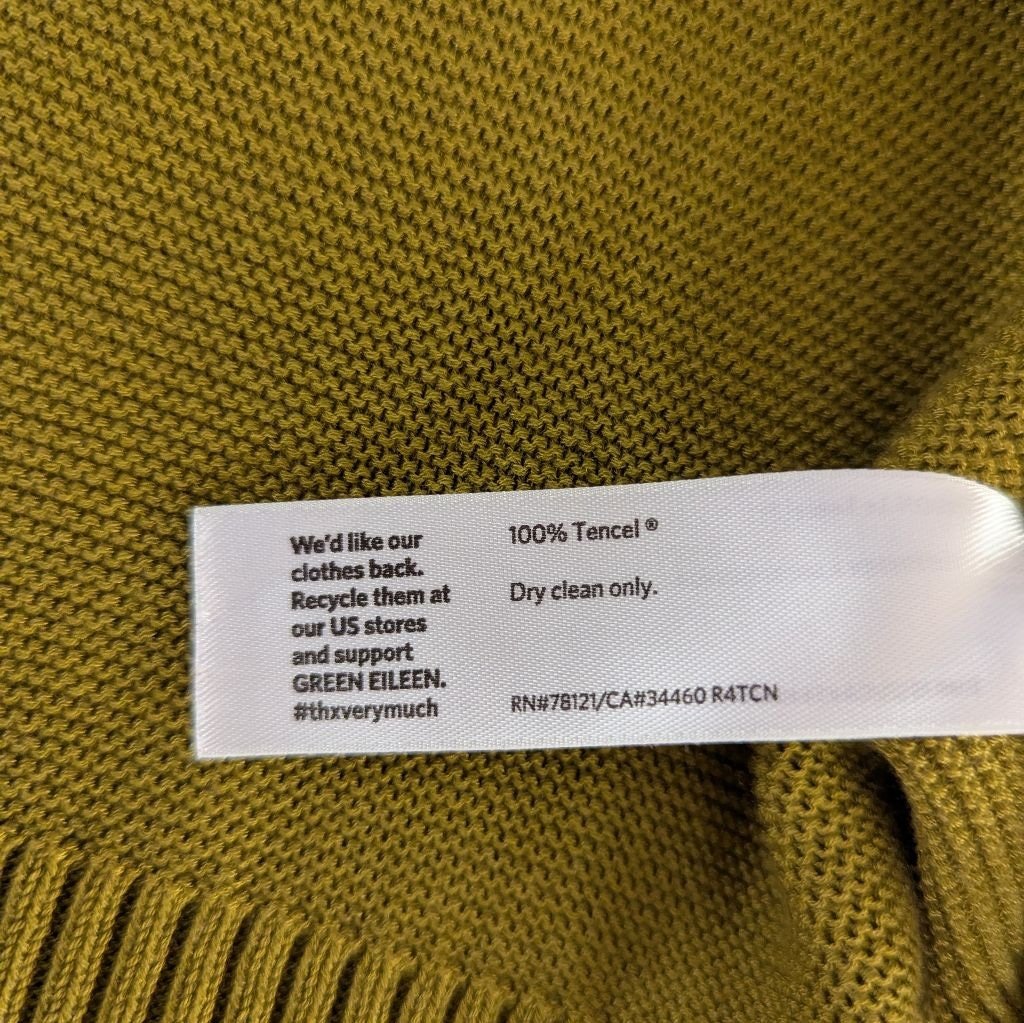 We'd like our
clothes back.
Recycle them at
our US stores
and support
GREEN EILEEN.
#thxverymuch
100% Tencel ®
Dry clean only.
RN#78121/CA#34460 R4TCN